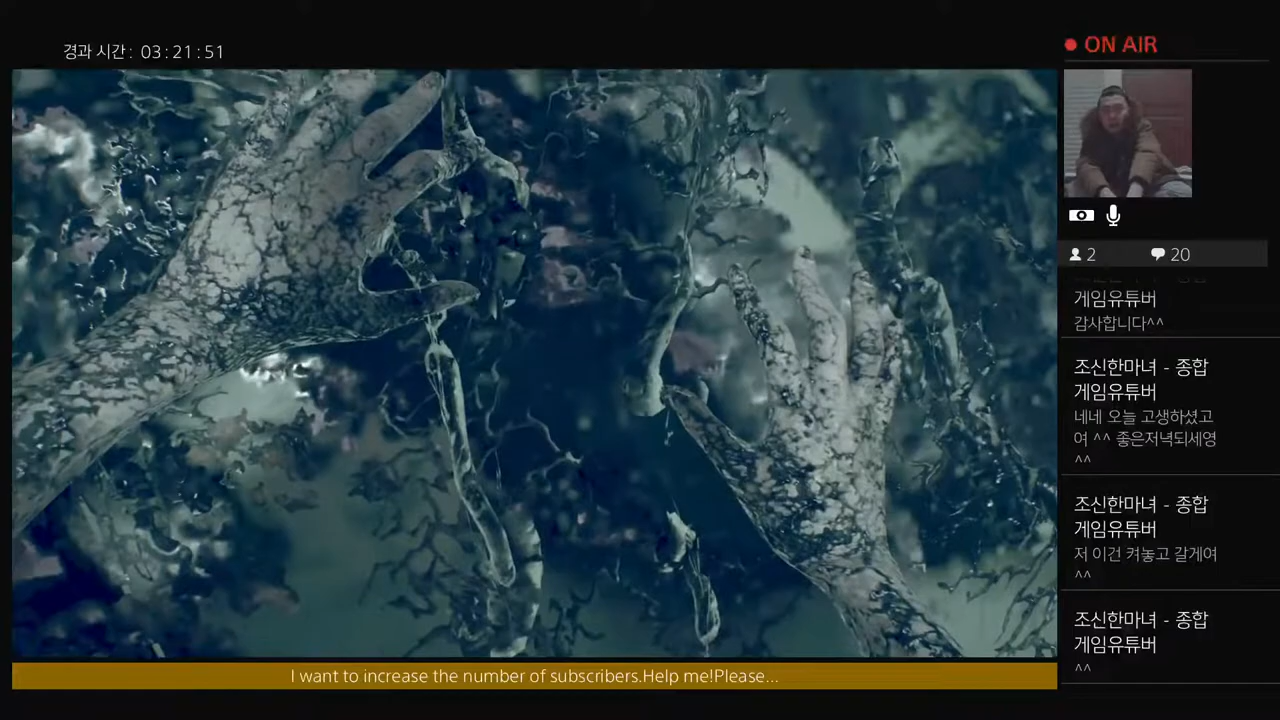 경과 시간 : 03:21:51
ON AIR
2
20
게임유튜버
감사합니다^^
조신한마녀 - 종합
게임유튜버
네네 오늘 고생하셨고
여 ^^ 좋은저녁되세영
^^
조신한마녀 - 종합
게임유튜버
저 이건 켜놓고 갈게여
^^
조신한마녀 - 종합
게임유튜버
^^
I want to increase the number of subscribers.Help me!Please...